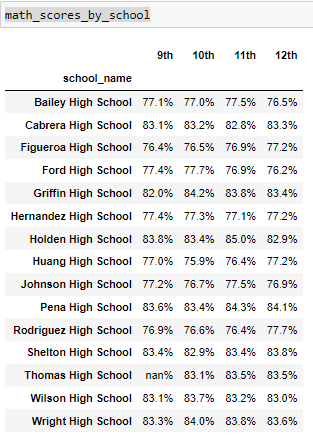 math_scores_by_school
9th 10th 11th 12th
school_name
Bailey High School 77.1% 77.0% 77.5% 76.5%
Cabrera High School 83.1% 83.2% 82.8% 83.3%
Figueroa High School 76.4% 76.5% 76.9% 77.2%
Ford High School 77.4% 77.7% 76.9% 76.2%
Griffin High School 82.0% 84.2% 83.8% 83.4%
Hernandez High School 77.4% 77.3% 77.1% 77.2%
Holden High School 83.8% 83.4% 85.0% 82.9%
Huang High School 77.0% 75.9% 76.4% 77.2%
Johnson High School 77.2% 76.7% 77.5% 76.9%
Pena High School 83.6% 83.4% 84.3% 84.1%
Rodriguez High School 76.9% 76.6% 76.4% 77.7%
Shelton High School 83.4% 82.9% 83.4% 83.8%
Thomas High School nan% 83.1% 83.5% 83.5%
Wilson High School 83.1% 83.7% 83.2% 83.0%
Wright High School 83.3% 84.0% 83.8% 83.6%